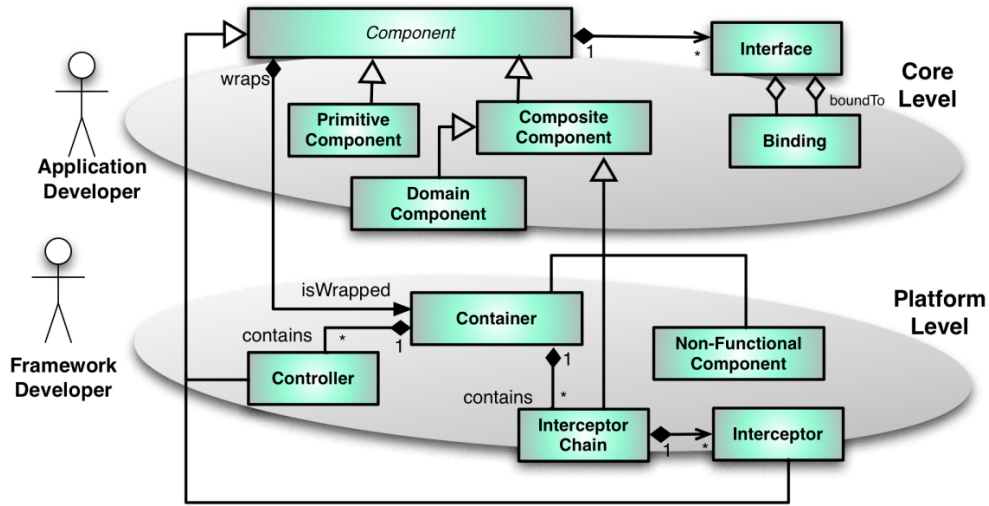 Component
1
*
Interface
wraps
Core
Level
boundTo
Primitive
Component
Composite
Component
Binding
Application
Developer
Domain
Component
isWrapped
Container
Platform
Level
contains
*
1
Non-Functional
Component
Framework
Developer
Controller
1
contains
*
Interceptor
Chain
1
*
Interceptor